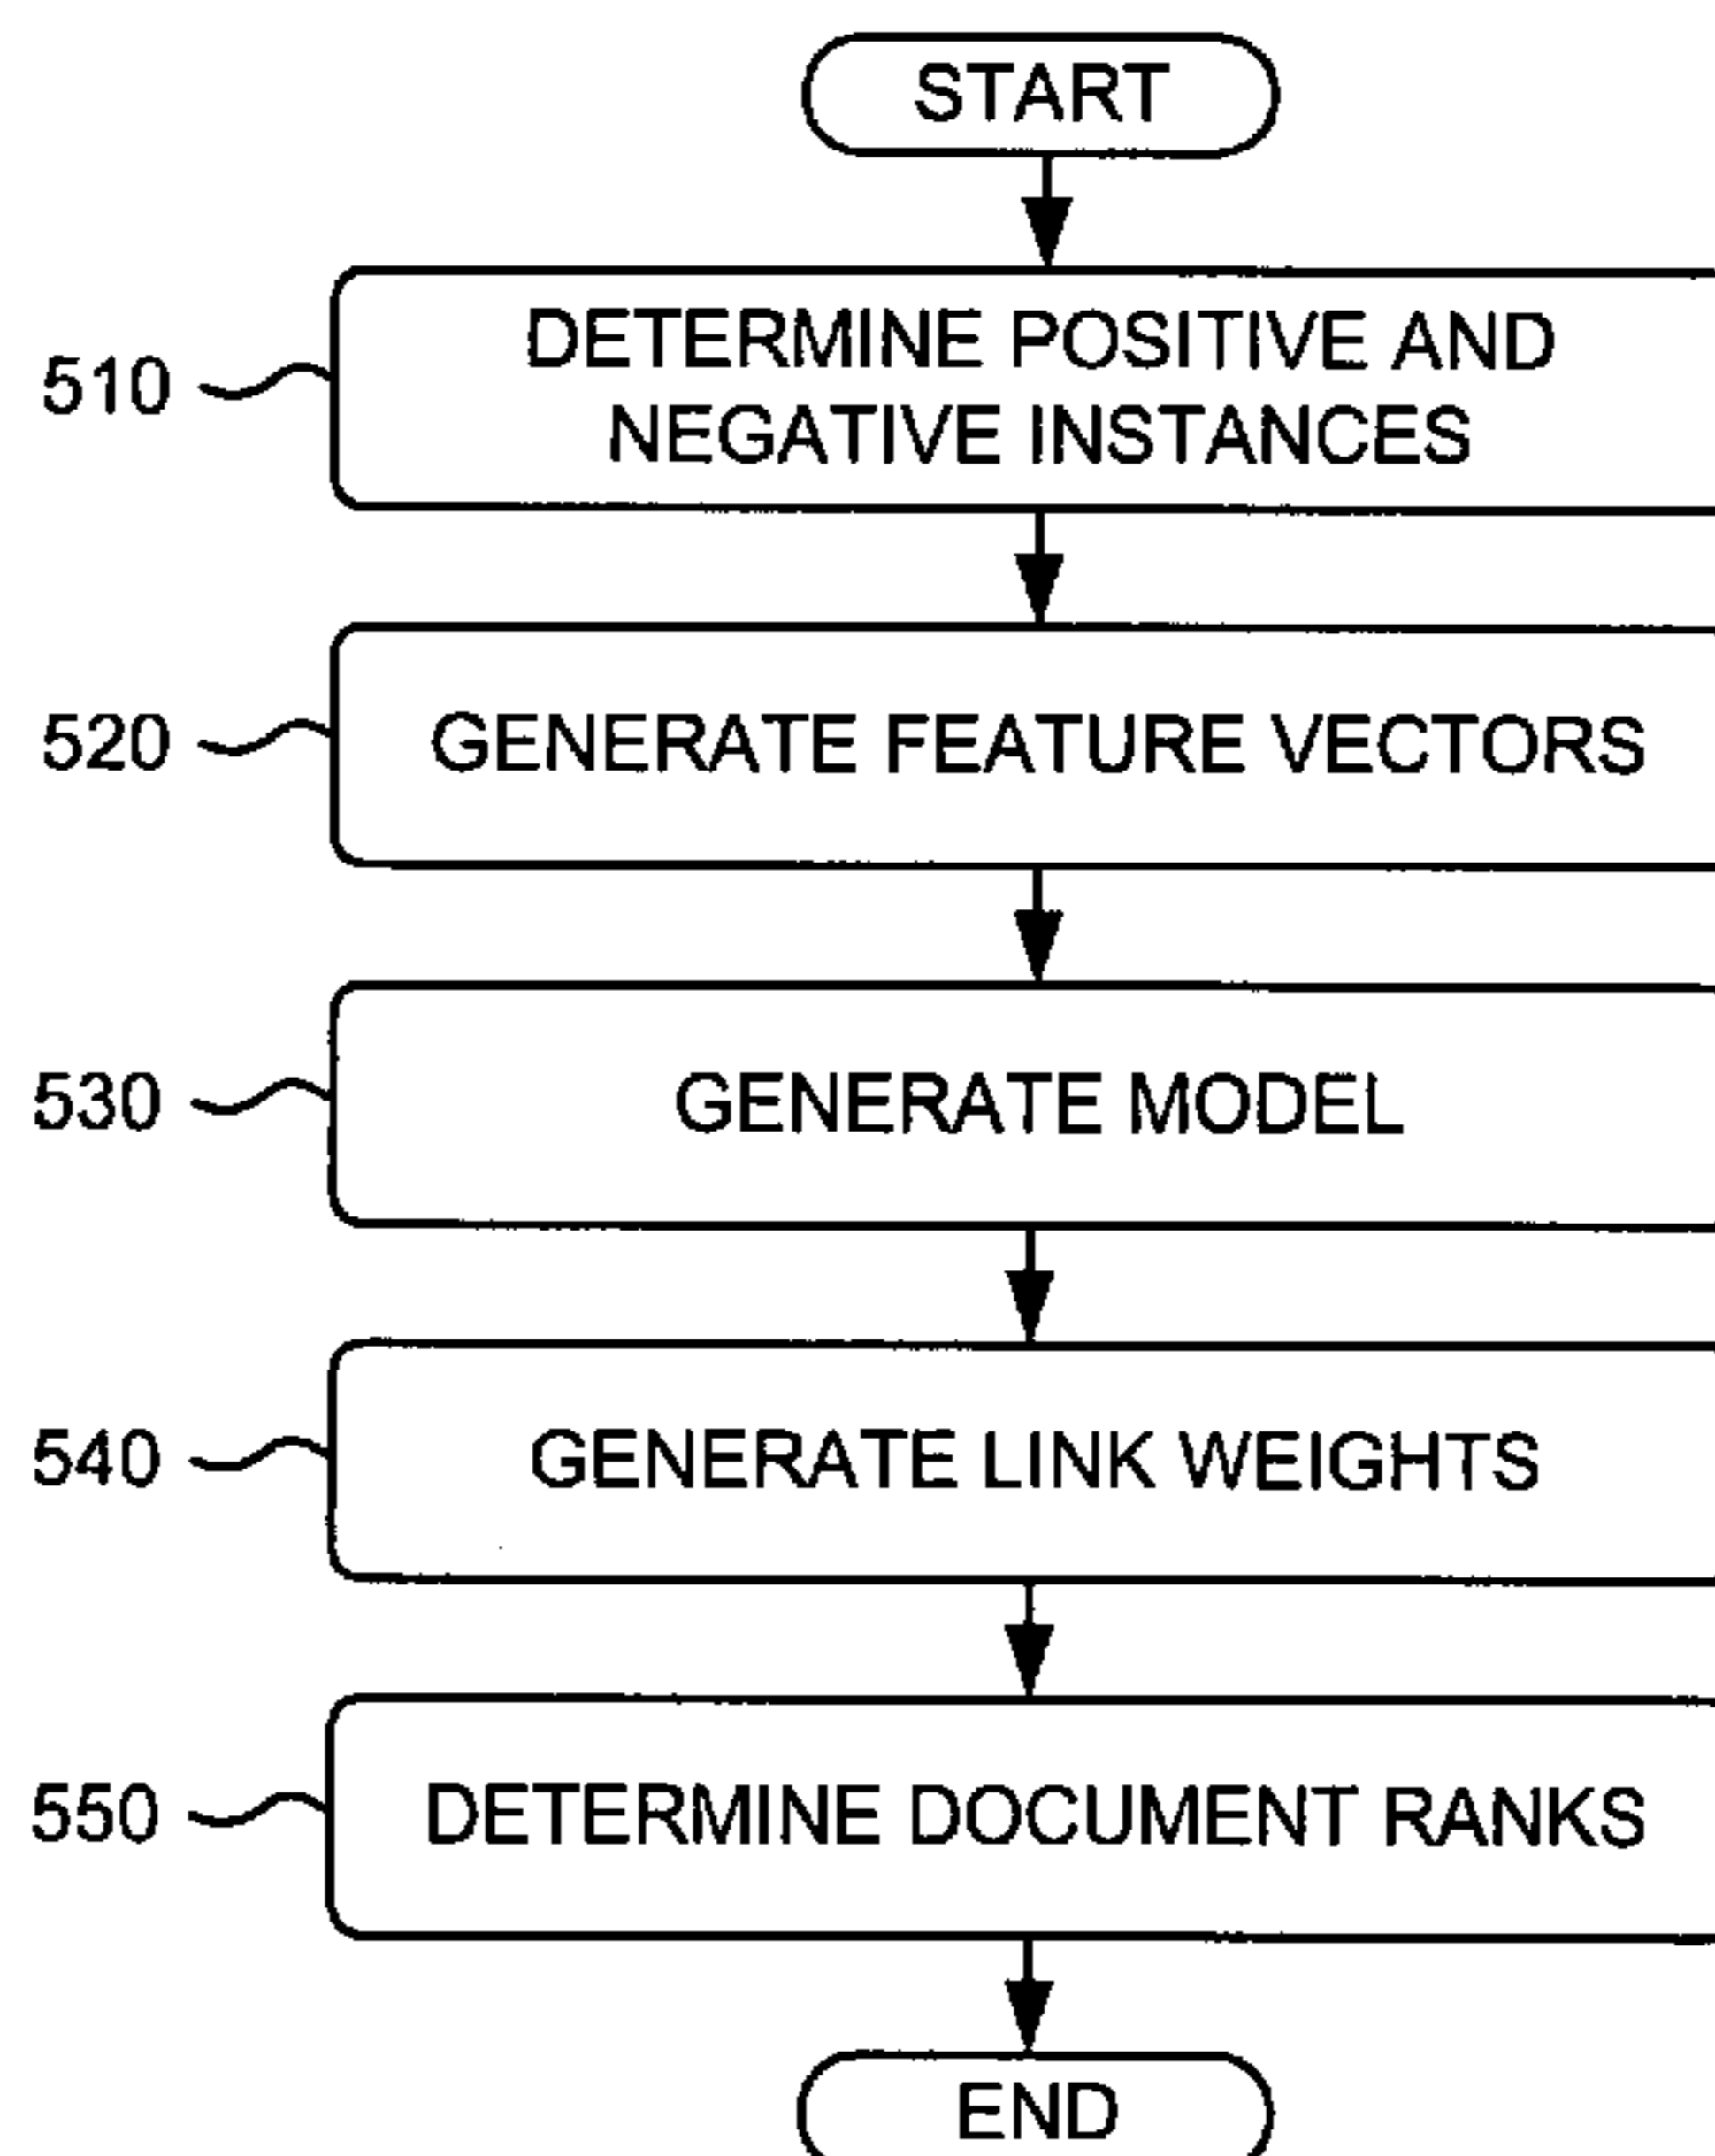 START
510
DETERMINE POSITIVE AND
NEGATIVE INSTANCES
520
GENERATE FEATURE VECTORS
530
GENERATE MODEL
540
GENERATE LINK WEIGHTS
550
DETERMINE DOCUMENT RANKS
END